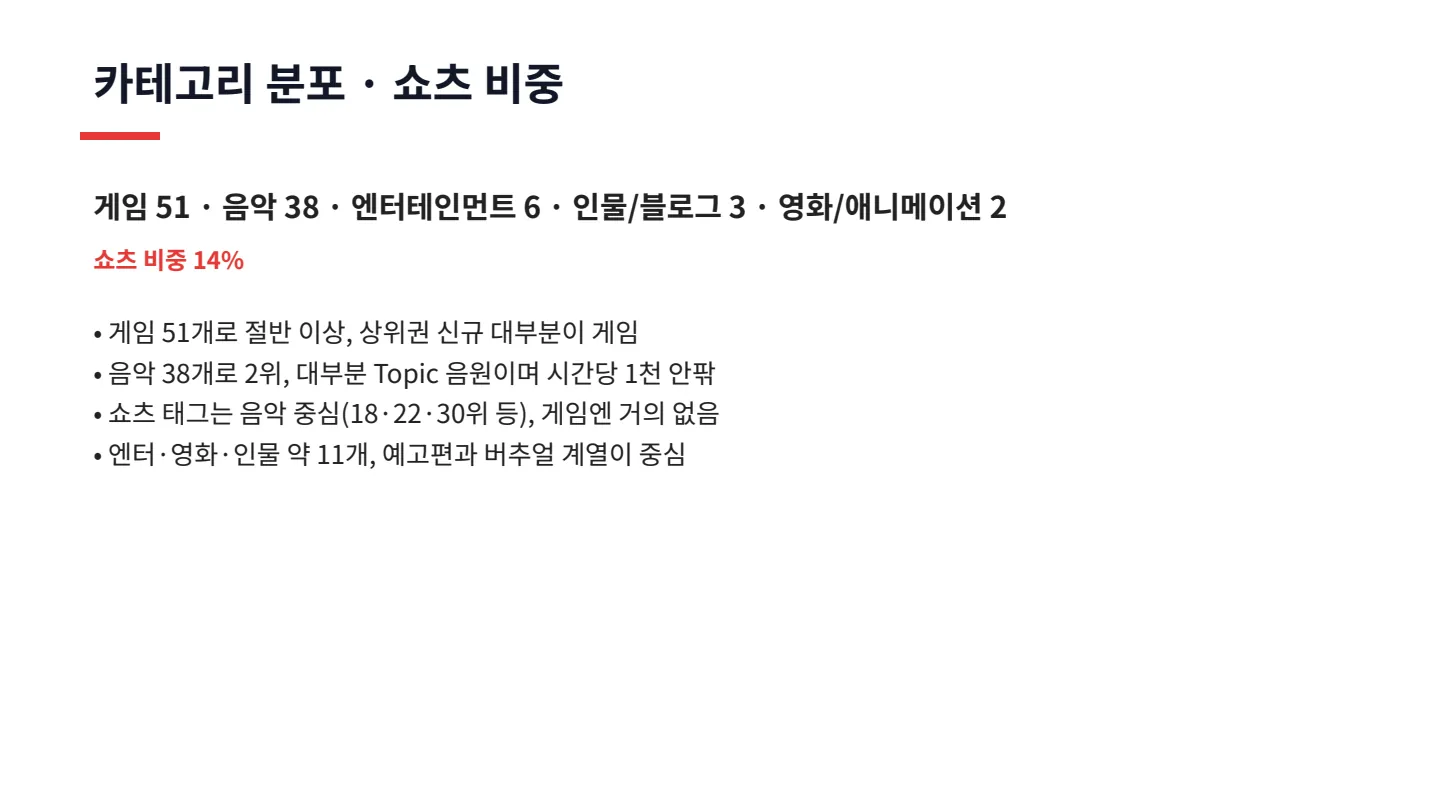 카테고리 분포 · 쇼츠 비중
게임 51 · 음악 38 · 엔터테인먼트 6 · 인물/블로그 3 · 영화/애니메이션 2
쇼츠 비중 14%
• 게임 51개로 절반 이상, 상위권 신규 대부분이 게임
• 음악 38개로 2위, 대부분 Topic 음원이며 시간당 1천 안팎
• 쇼츠 태그는 음악 중심(18·22·30위 등), 게임엔 거의 없음
• 엔터·영화·인물 약 11개, 예고편과 버추얼 계열이 중심